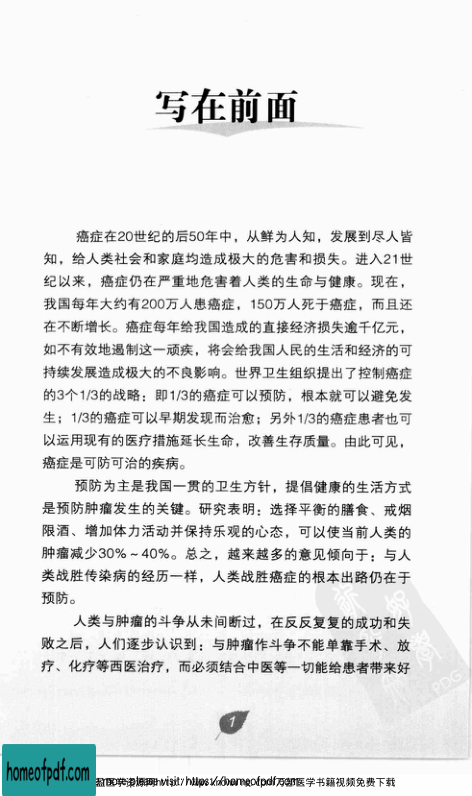 写在前面
癌症在20世纪的后50年中，从鲜为人知，发展到尽人皆
知，给人类社会和家庭均造成极大的危害和损失。进入21世
纪以来，癌症仍在严重地危害着人类的生命与健康。现在，
我国每年大约有200万人患癌症，150万人死于癌症，而且还
在不断增长。癌症每年给我国造成的直接经济损失逾千亿元，
如不有效地遏制这一顽疾，将会给我国人民的生活和经济的可
持续发展造成极大的不良影响。世界卫生组织提出了控制癌症
的3个1/3的战略：即1/3的癌症可以预防，根本就可以避免发
生；1/3的癌症可以早期发现而治愈；另外1/3的癌症患者也可
以运用现有的医疗措施延长生命，改善生存质量。由此可见，
癌症是可防可治的疾病。
预防为主是我国一贯的卫生方针，提倡健康的生活方式
是预防肿瘤发生的关键。研究表明：选择平衡的膳食、戒烟
限酒、增加体力活动并保持乐观的心态，可以使当前人类的
肿瘤减少30%～40%。总之，越来越多的意见倾向于：与人
类战胜传染病的经历一样，人类战胜癌症的根本出路仍在于
预防。
人类与肿瘤的斗争从未间断过，在反反复复的成功和失
败之后，人们逐步认识到：与肿瘤作斗争不能单靠手术、放
疗、化疗等西医治疗，而必须结合中医等一切能给患者带来好
PDG
1
homeofpdf.com
please visit: https://homeofpdf.com
医学书籍视频免费下载